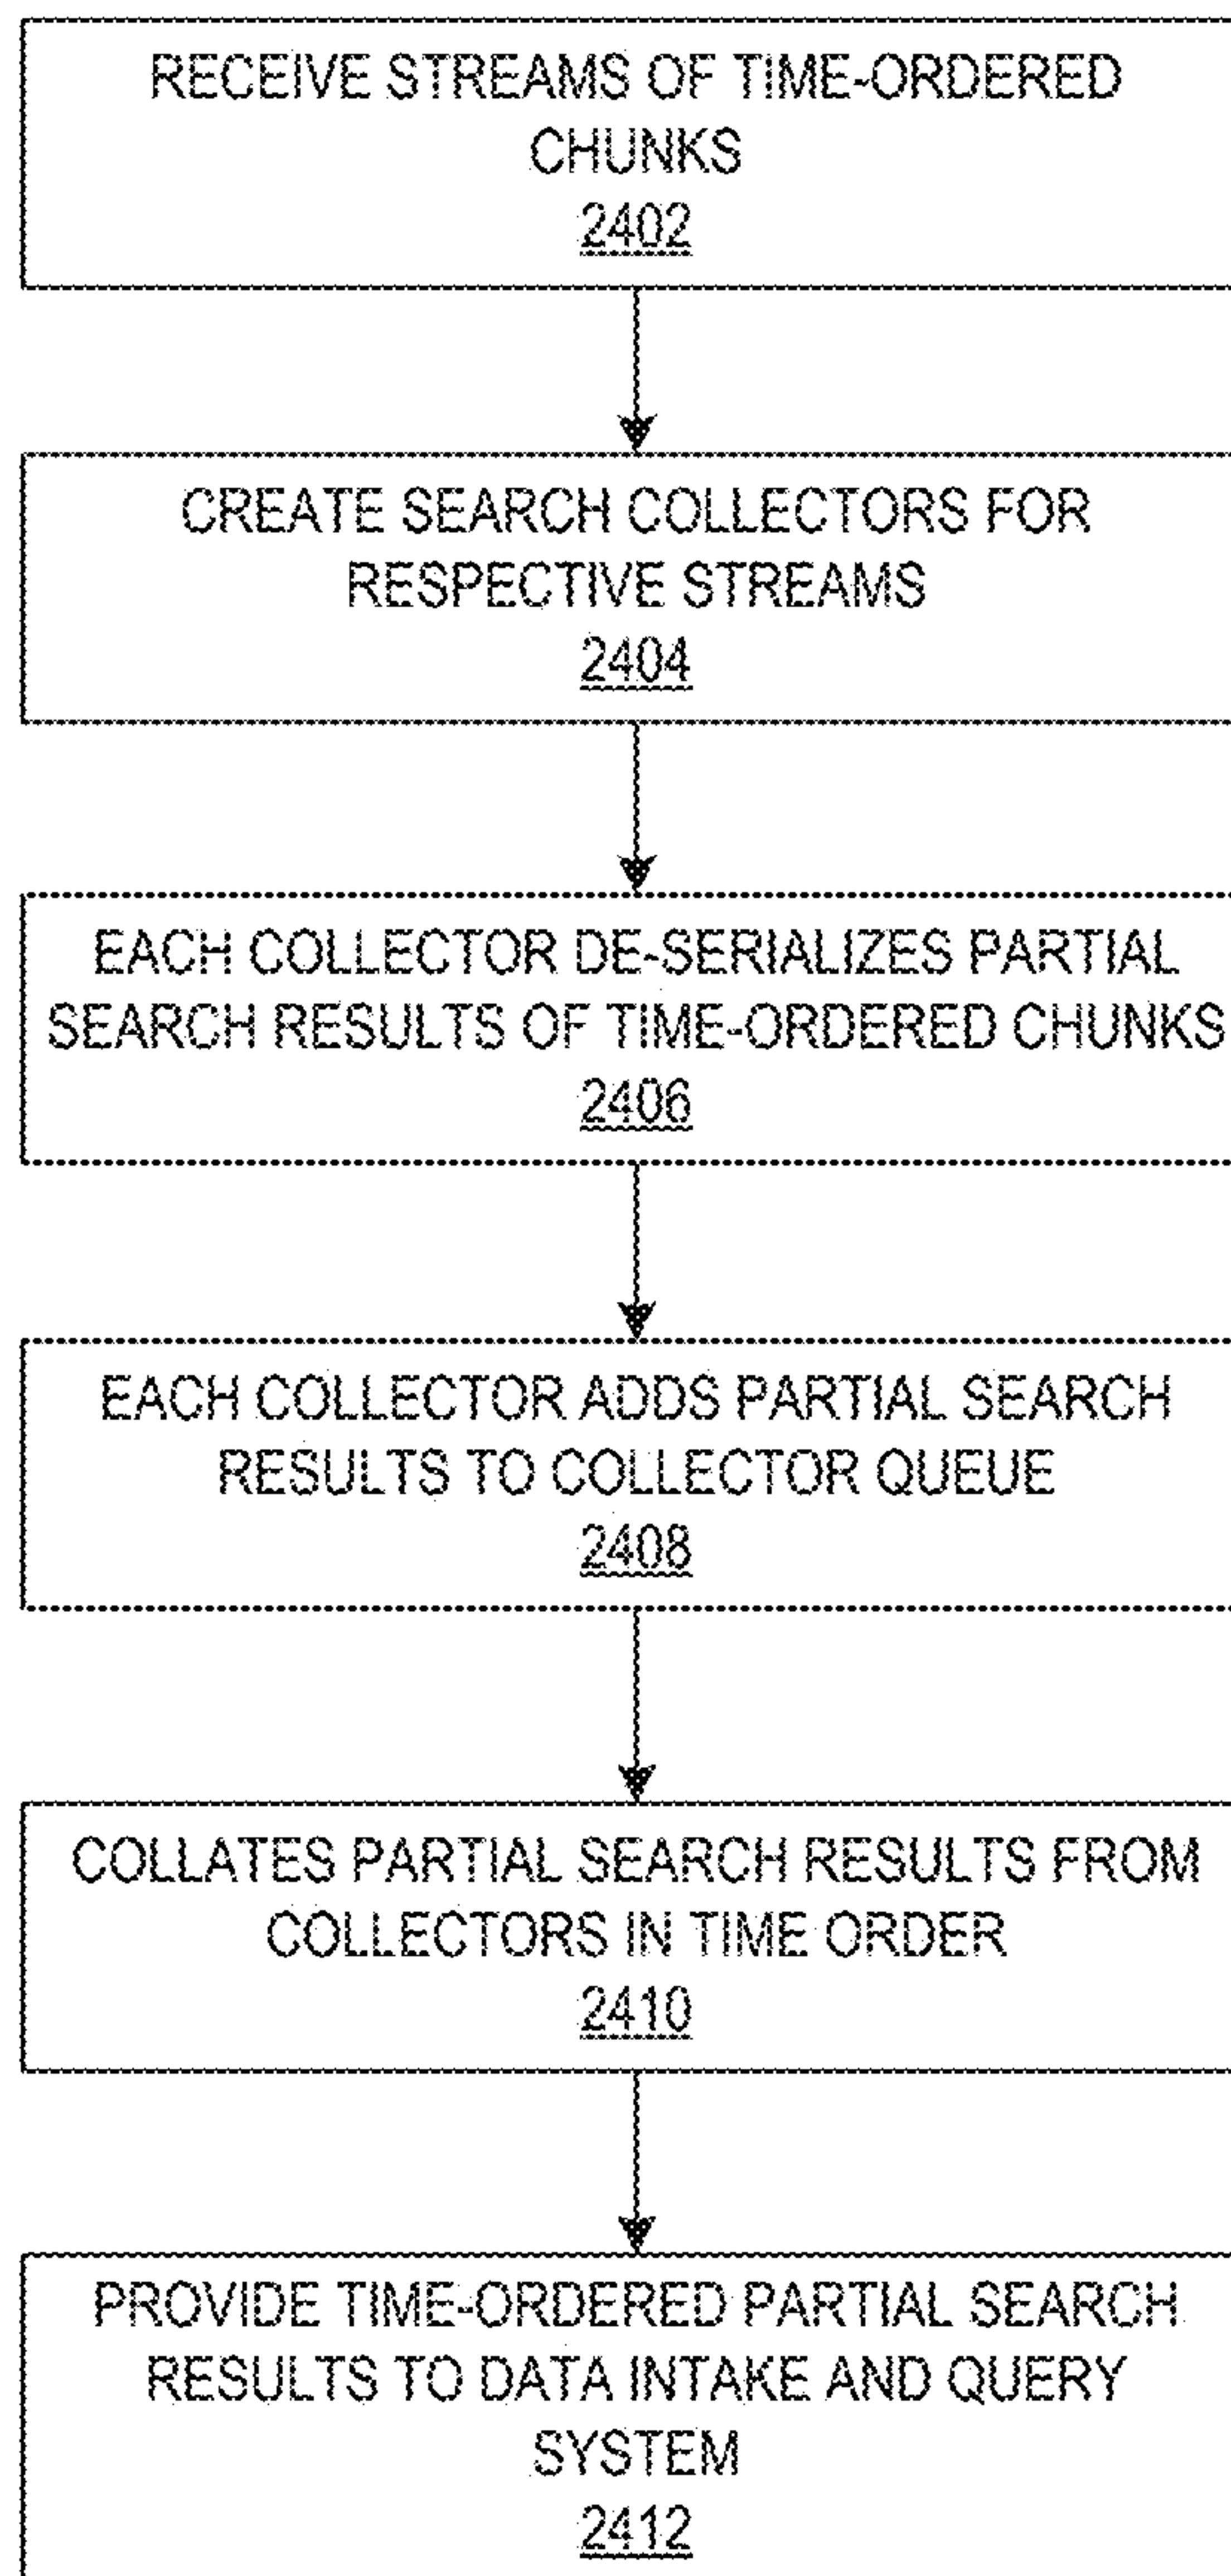 RECEIVE STREAMS OF TIME-ORDERED
CHUNKS
2402
CREATE SEARCH COLLECTORS FOR
RESPECTIVE STREAMS
2404
EACH COLLECTOR DE-SERIALIZES PARTIAL
SEARCH RESULTS OF TIME-ORDERED CHUNKS
2406
EACH COLLECTOR ADDS PARTIAL SEARCH
RESULTS TO COLLECTOR QUEUE
2408
COLLATES PARTIAL SEARCH RESULTS FROM
COLLECTORS IN TIME ORDER
2410
PROVIDE TIME-ORDERED PARTIAL SEARCH
RESULTS TO DATA INTAKE AND QUERY
SYSTEM
2412